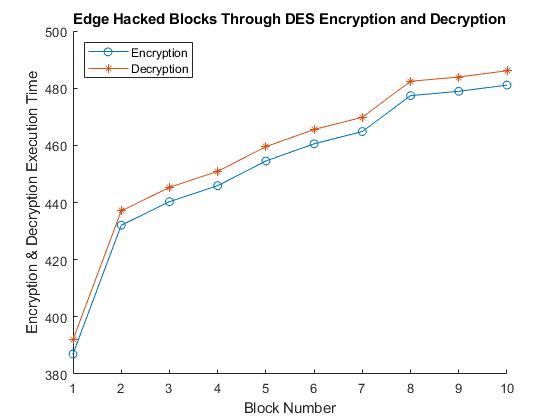 Edge Hacked Blocks Through DES Encryption and Decryption
500
Encryption
Decryption
480
460
440
420
400
380
Encryption & Decryption Execution Time
1 2 3 4 5 6 7 8 9 10
Block Number